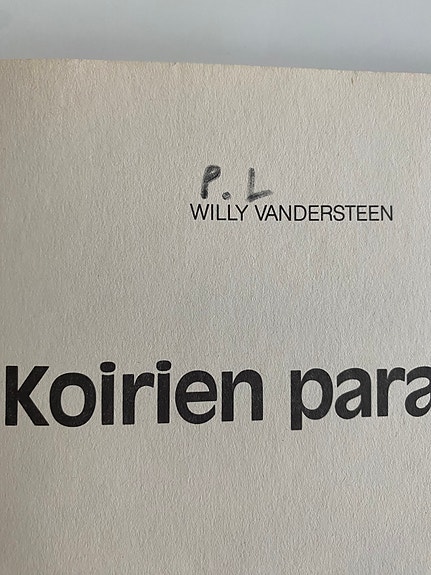 P. L
WILLY VANDERSTEEN
Koirien para